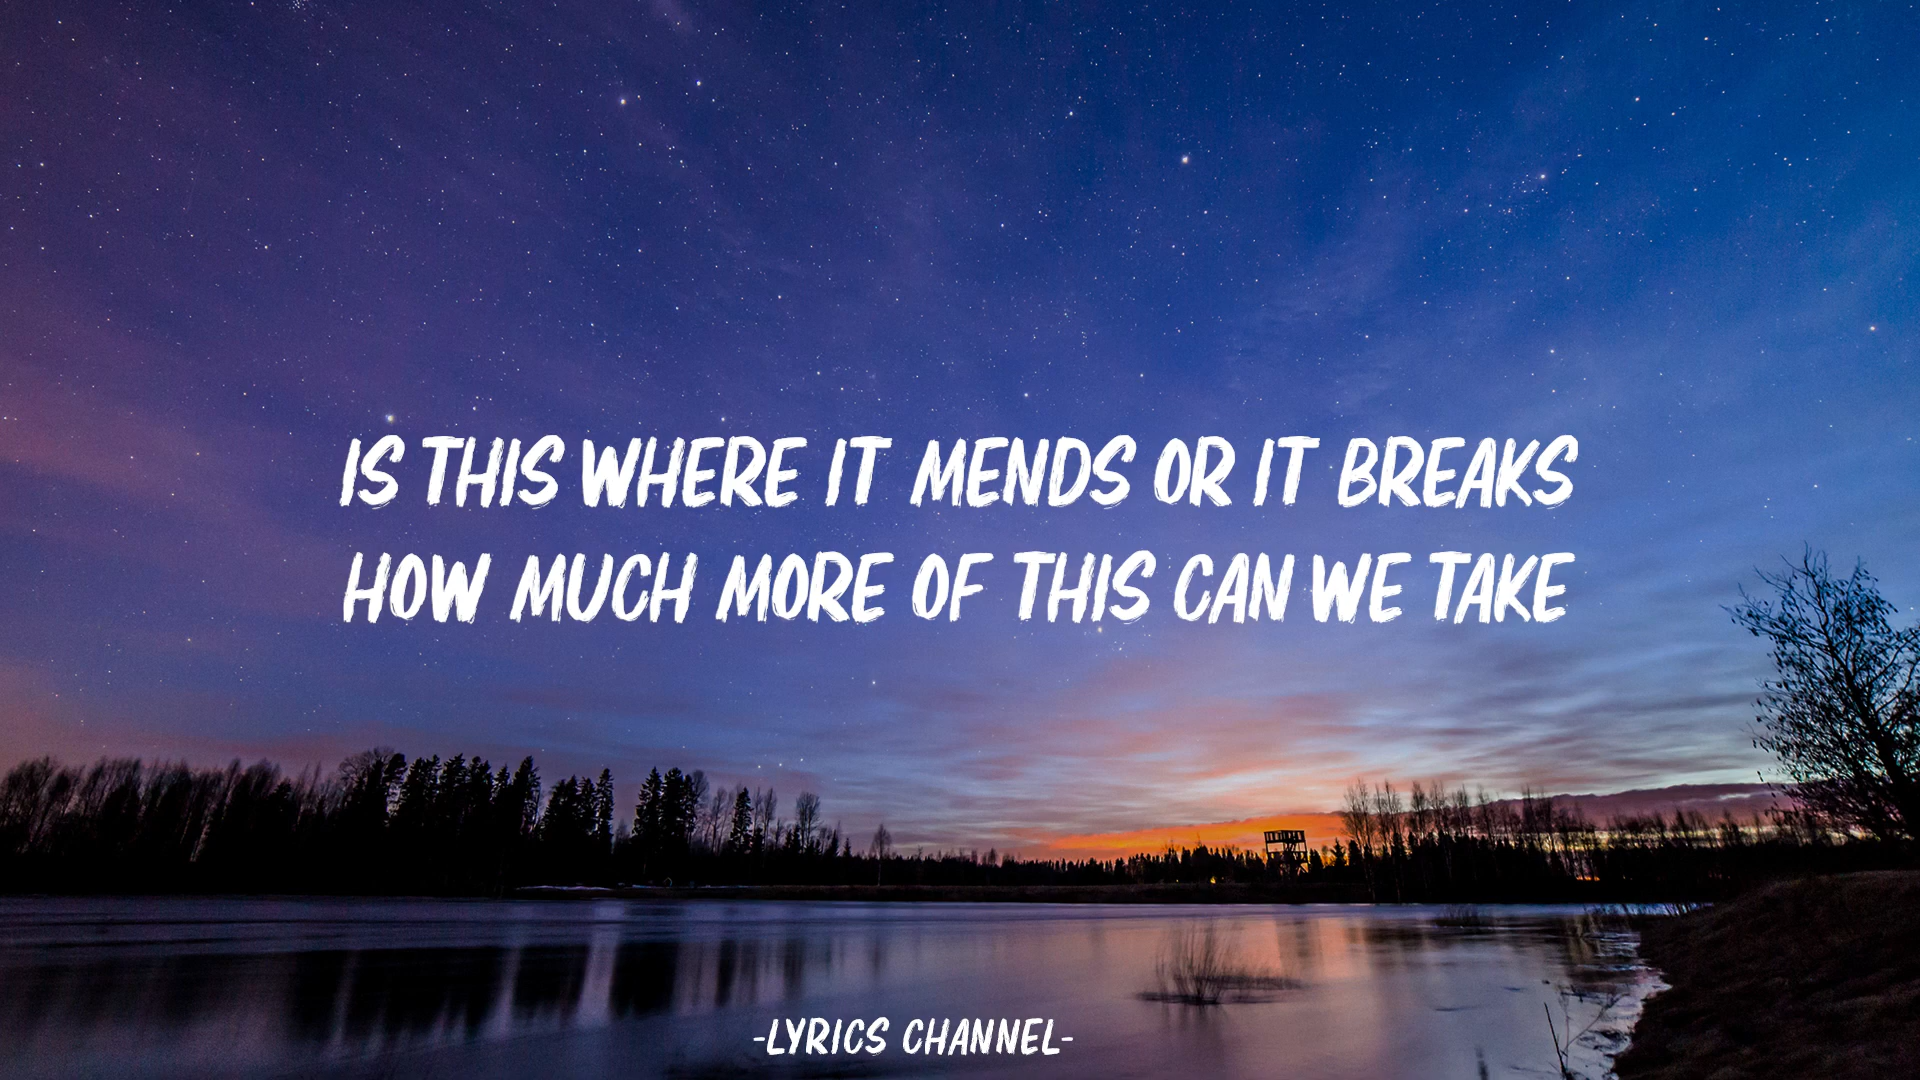 IS THIS WHERE IT MENDS OR IT BREAKS
HOW MUCH MORE OF THIS CAN WE TAKE
-LYRICS CHANNEL-